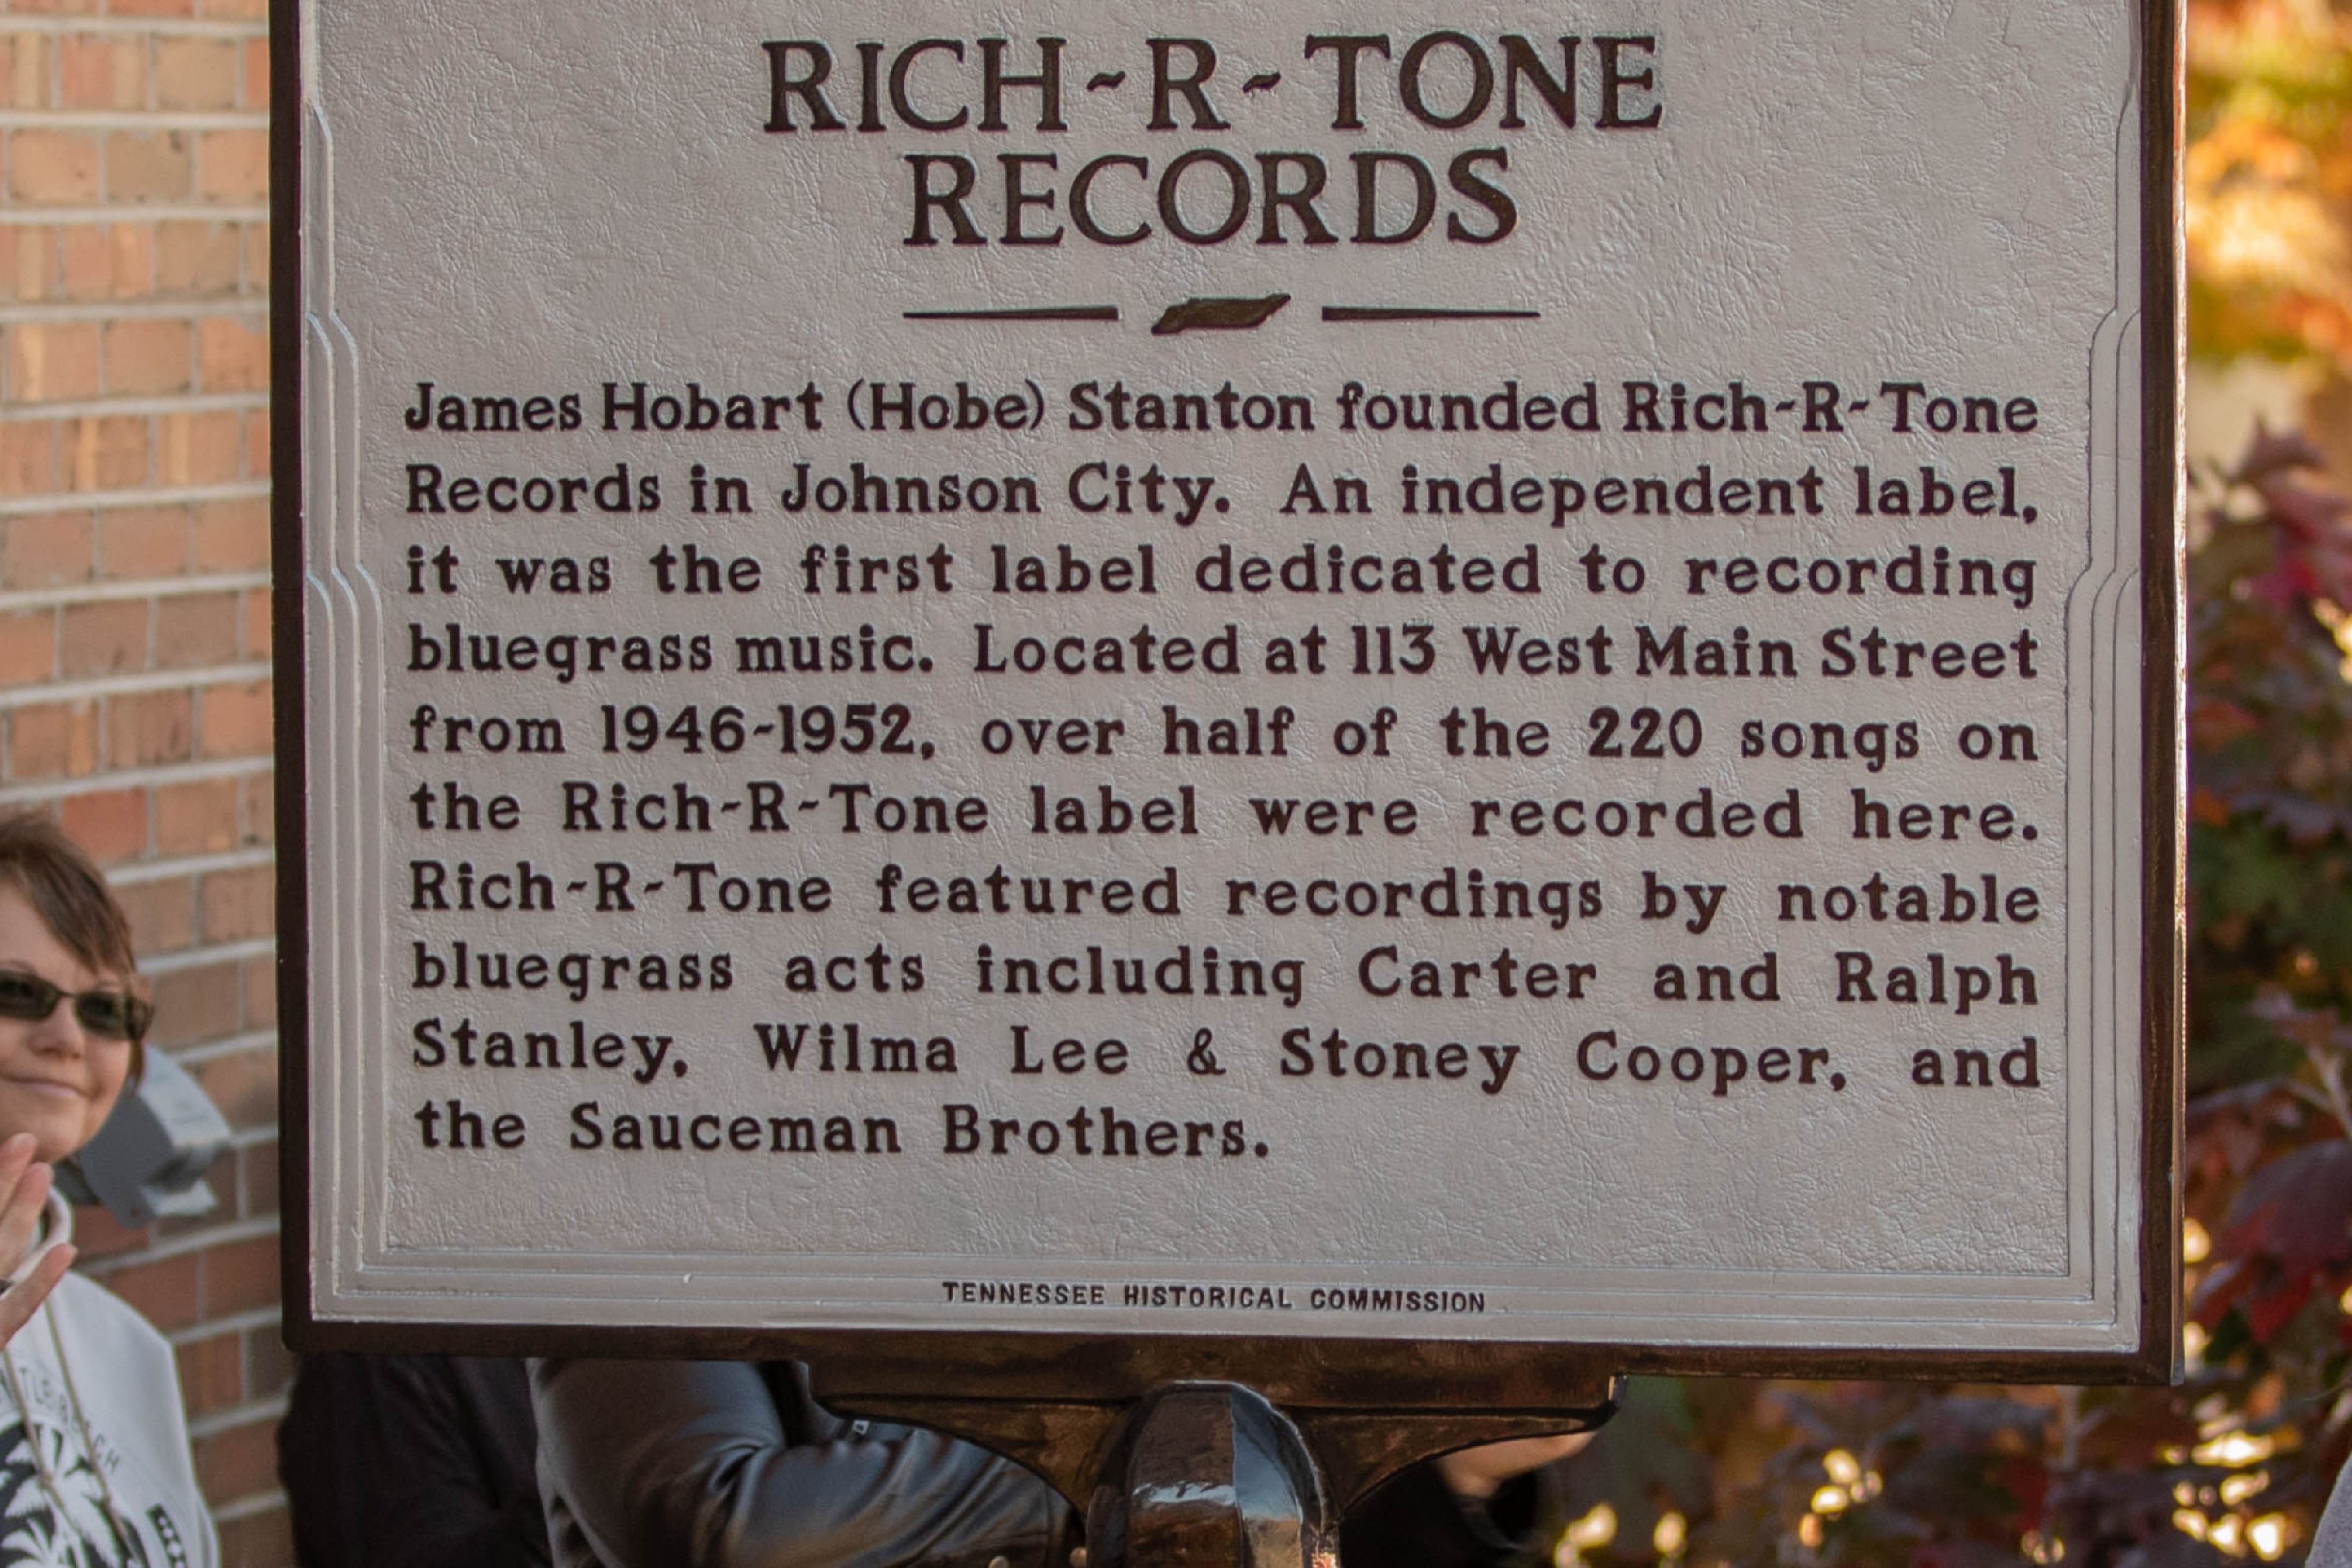 RICH-R-TONE
RECORDS
James Hobart (Hobe) Stanton founded Rich-R-Tone
Records in Johnson City. An independent label,
it was the first label dedicated to recording
bluegrass music. Located at 113 West Main Street
from 1946-1952, over half of the 220 songs on
the Rich-R-Tone label were recorded here.
Rich-R-Tone featured recordings by notable
bluegrass acts including Carter and Ralph
Stanley, Wilma Lee & Stoney Cooper, and
the Sauceman Brothers.
TENNESSEE HISTORICAL COMMISSION